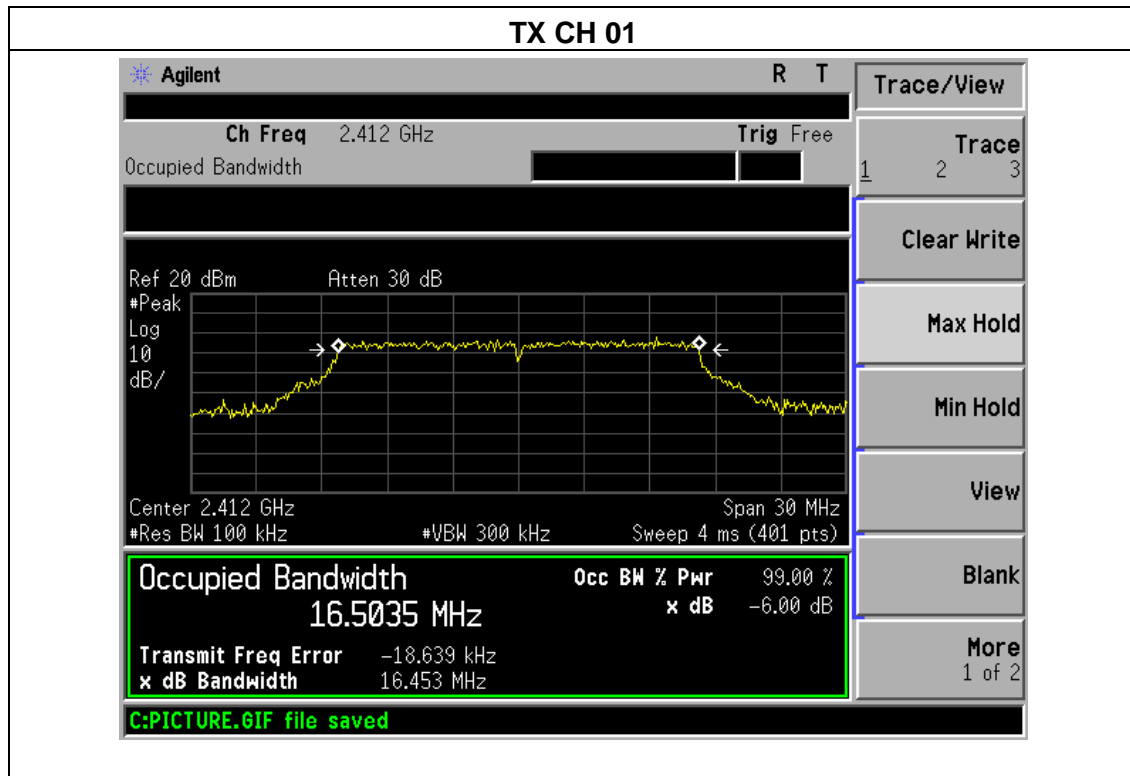 TX CH 01
Agilent R T
Ch Freq 2.412 GHz Trig Free
Occupied Bandwidth
Ref 20 dBm Atten 30 dB
#Peak
Log
10
dB/
Center 2.412 GHz Span 30 MHz
#Res BW 100 kHz #VBW 300 kHz Sweep 4 ms (401 pts)
Occupied Bandwidth Occ BW % Pwr 99.00 %
16.5035 MHz x dB -6.00 dB
Transmit Freq Error -18.639 kHz
x dB Bandwidth 16.453 MHz
C:PICTURE.GIF file saved
Trace/View
Trace
1 2 3
Clear Write
Max Hold
Min Hold
View
Blank
More
1 of 2